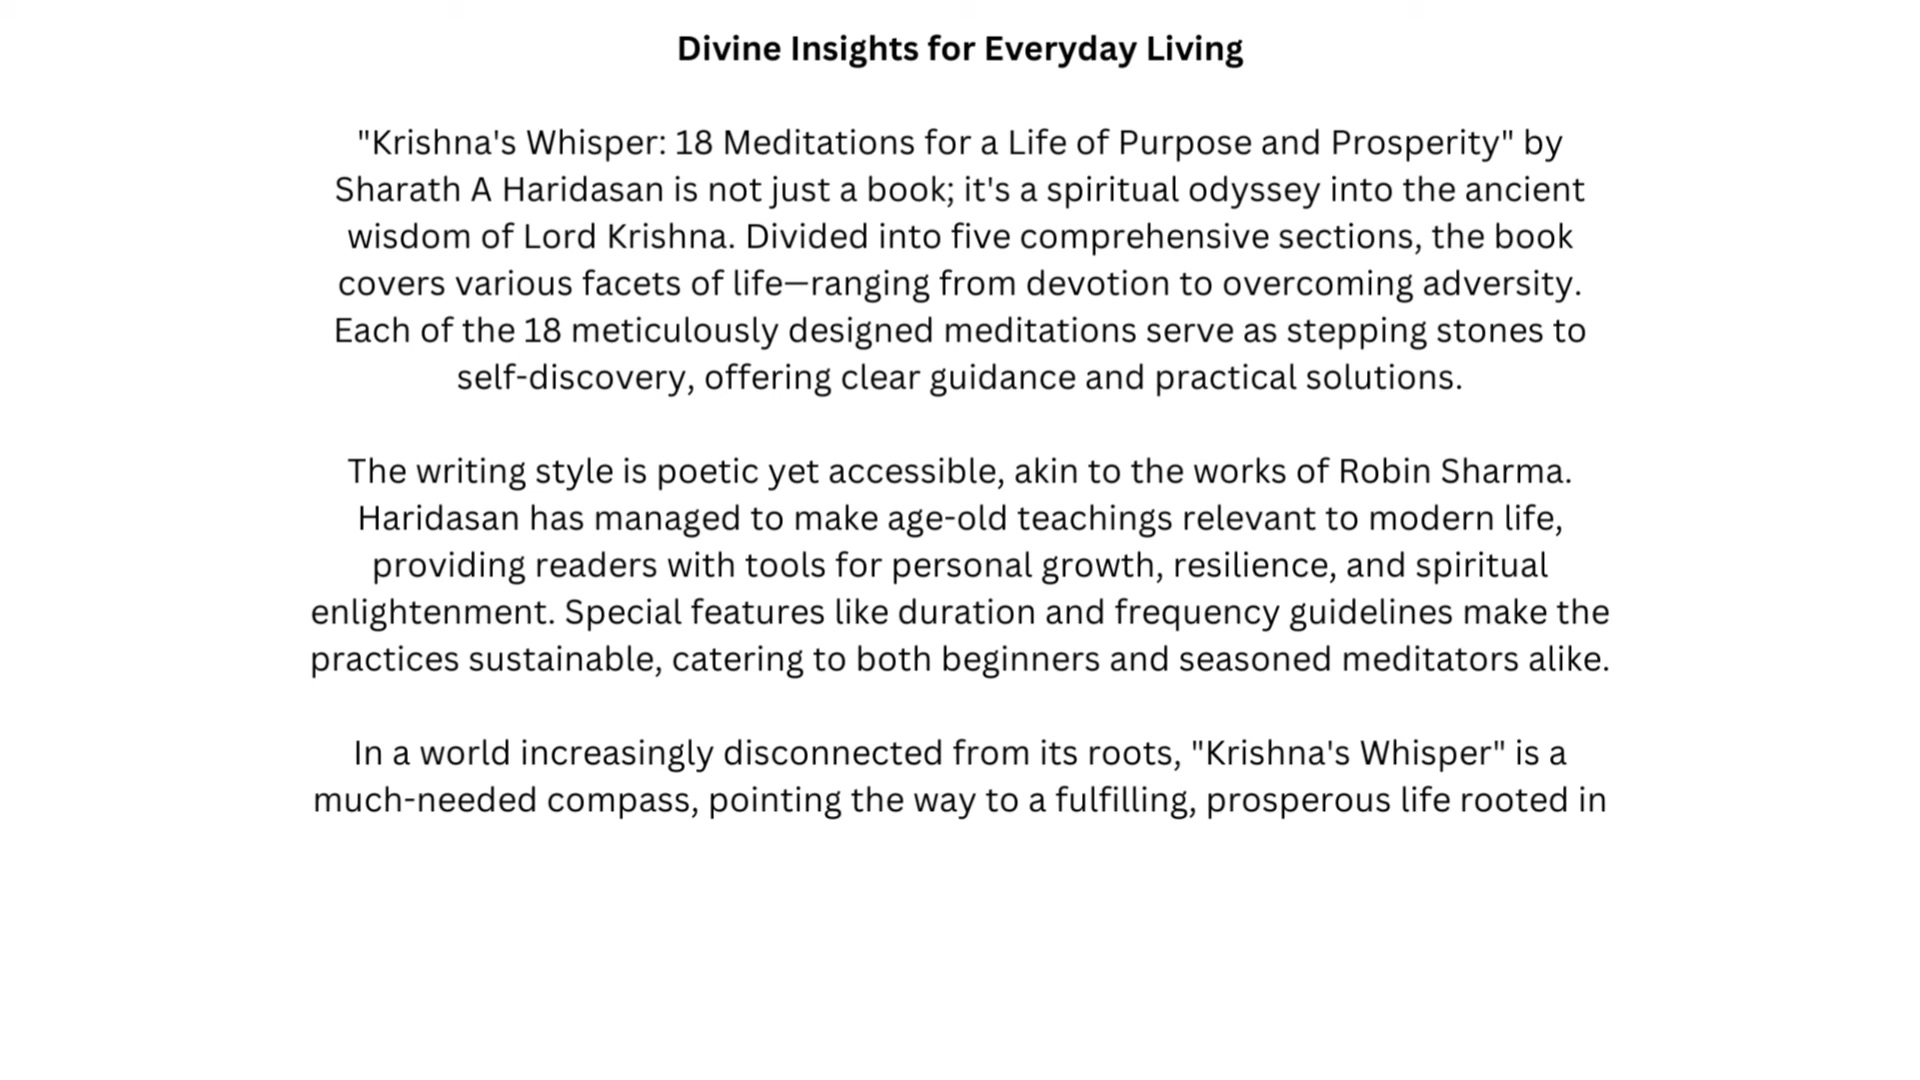 Divine Insights for Everyday Living
"Krishna's Whisper: 18 Meditations for a Life of Purpose and Prosperity" by
Sharath A Haridasan is not just a book; it's a spiritual odyssey into the ancient
wisdom of Lord Krishna. Divided into five comprehensive sections, the book
covers various facets of life—ranging from devotion to overcoming adversity.
Each of the 18 meticulously designed meditations serve as stepping stones to
self-discovery, offering clear guidance and practical solutions.
The writing style is poetic yet accessible, akin to the works of Robin Sharma.
Haridasan has managed to make age-old teachings relevant to modern life,
providing readers with tools for personal growth, resilience, and spiritual
enlightenment. Special features like duration and frequency guidelines make the
practices sustainable, catering to both beginners and seasoned meditators alike.
In a world increasingly disconnected from its roots, "Krishna's Whisper" is a
much-needed compass, pointing the way to a fulfilling, prosperous life rooted in